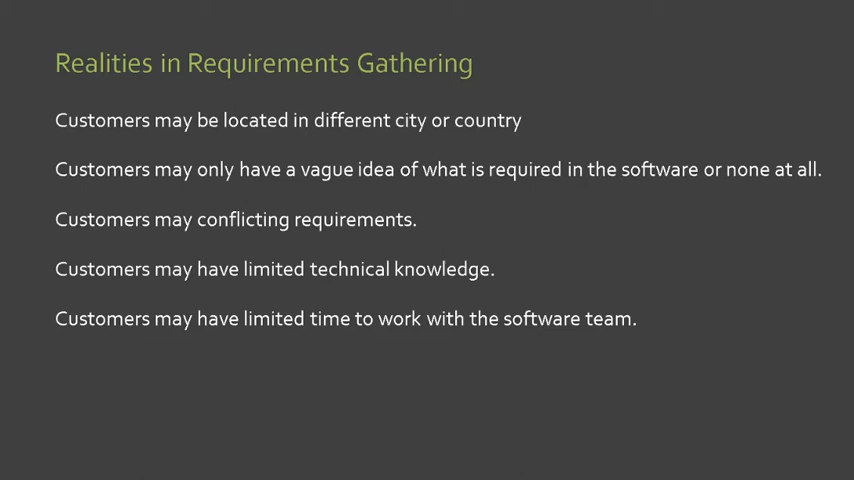 Realities in Requirements Gathering
Customers may be located in different city or country
Customers may only have a vague idea of what is required in the software or none at all.
Customers may conflicting requirements.
Customers may have limited technical knowledge.
Customers may have limited time to work with the software team.